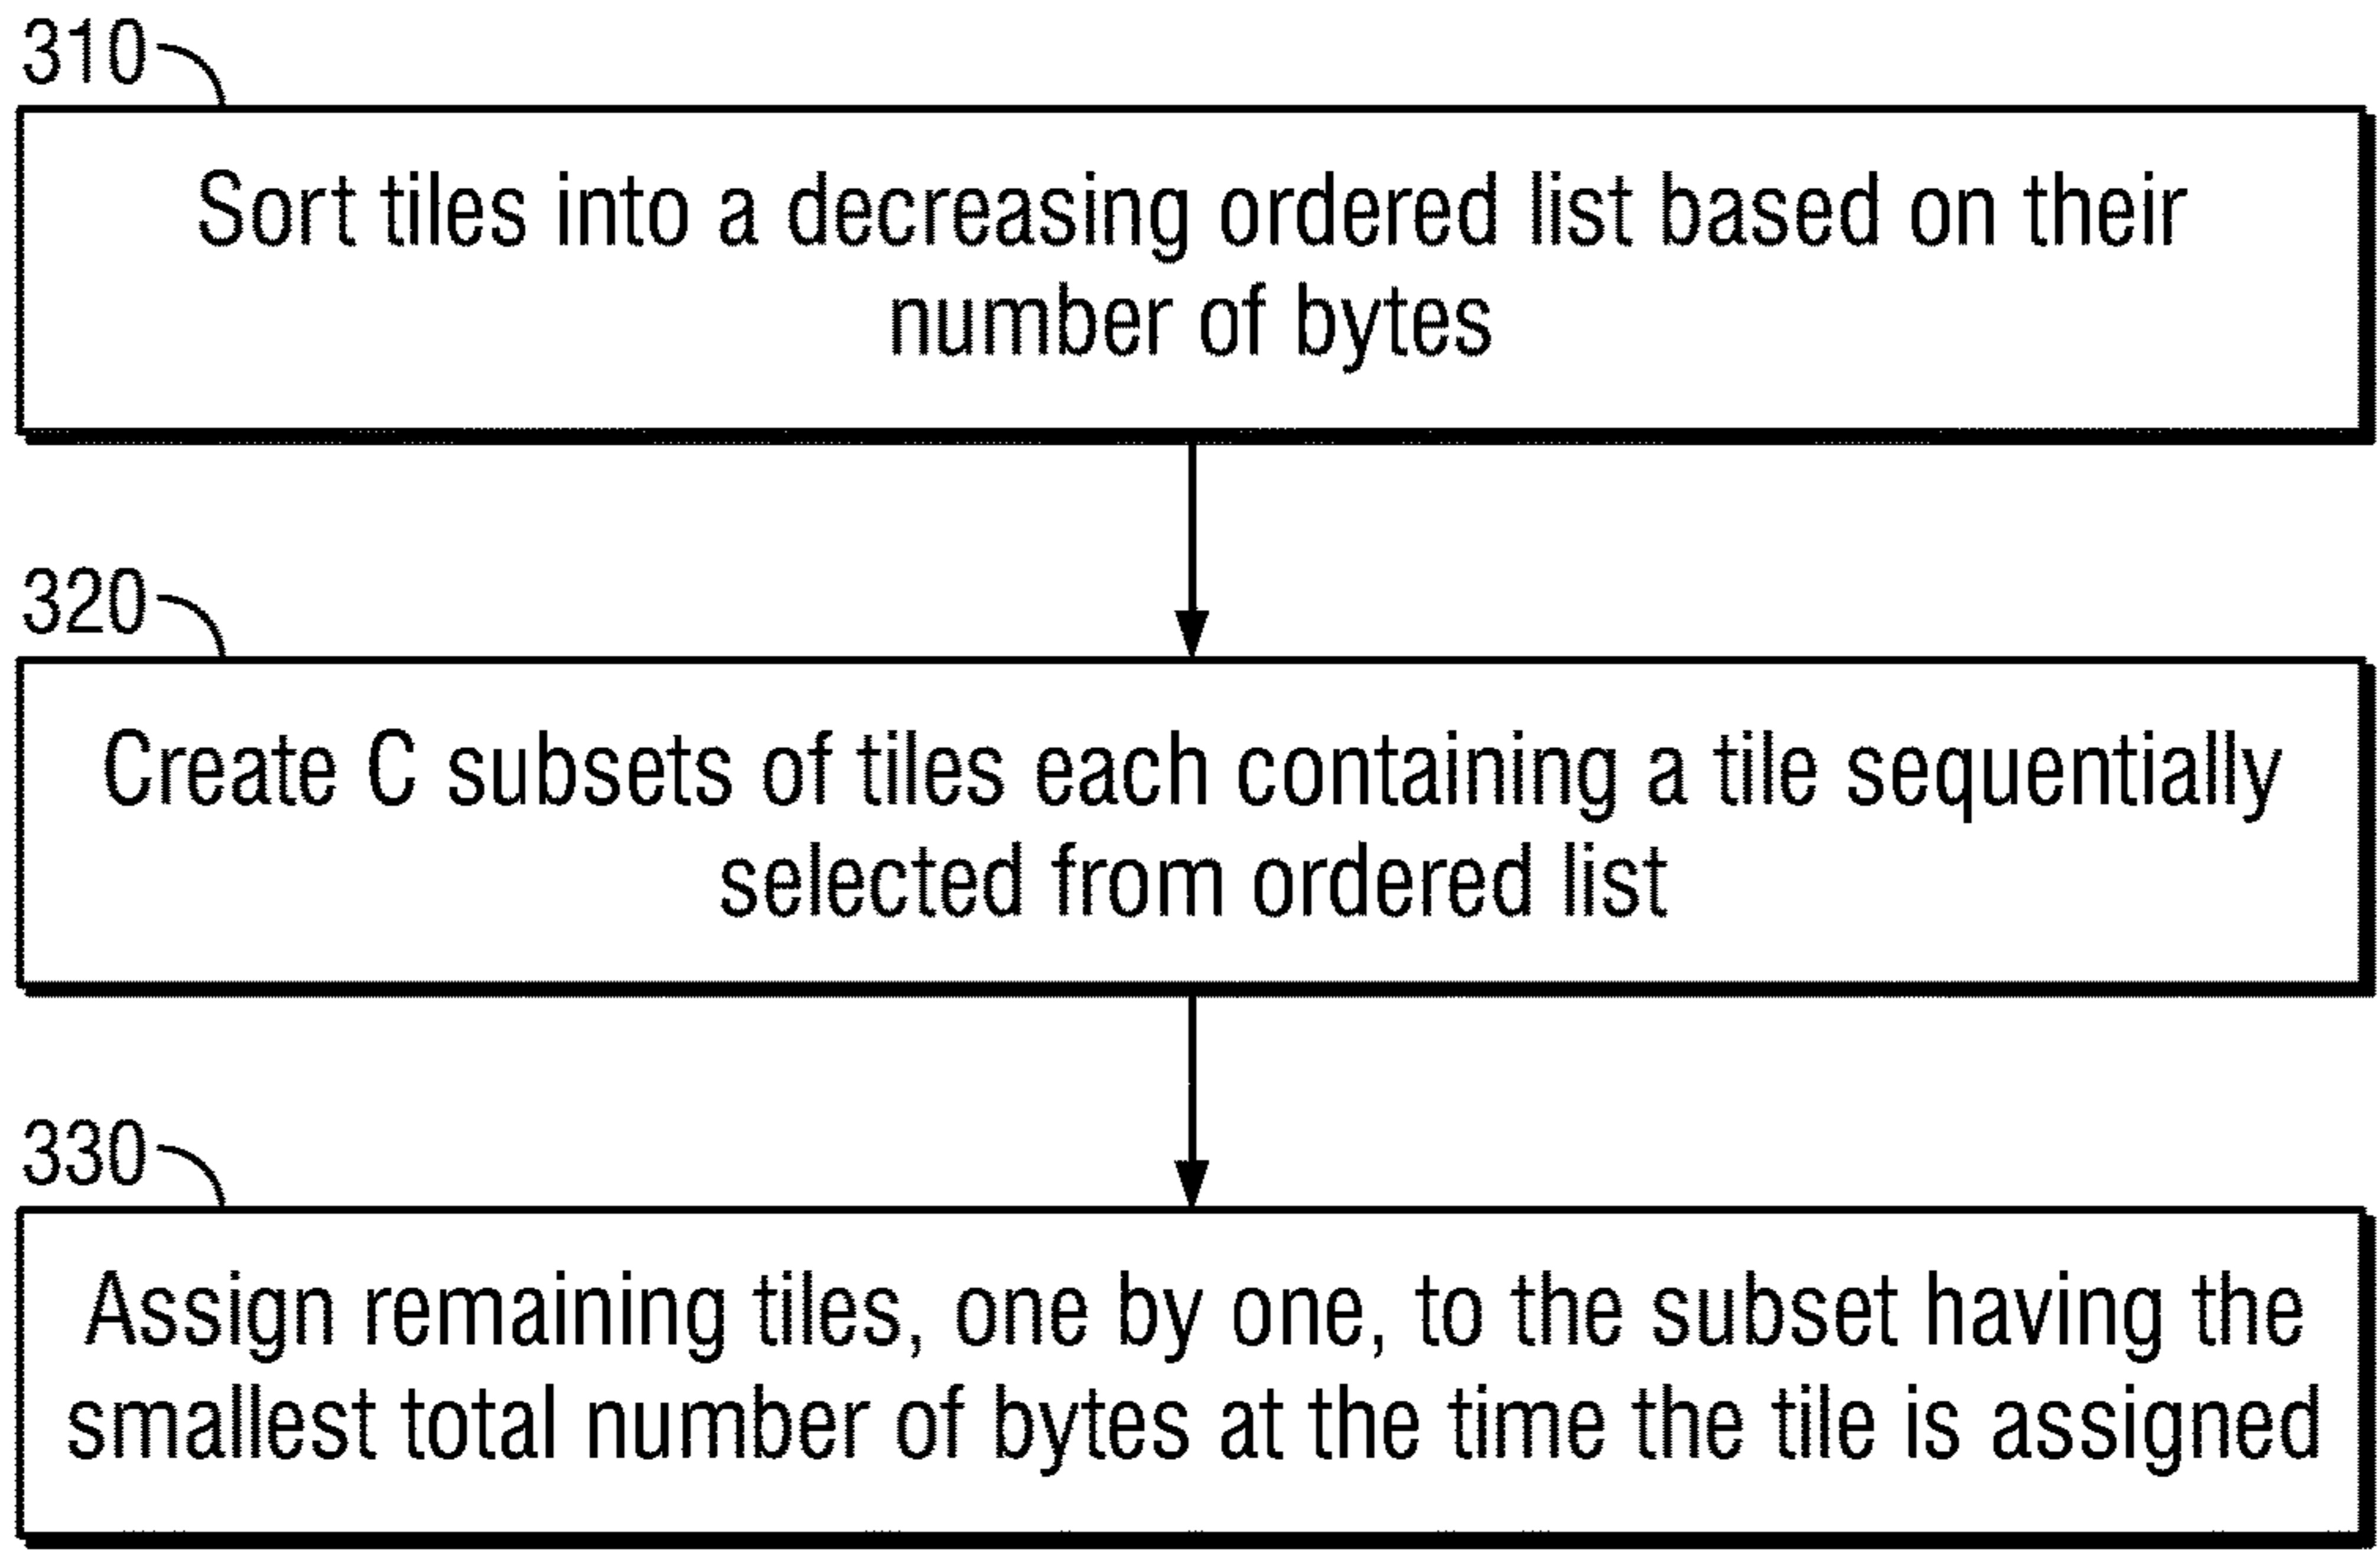 310
Sort tiles into a decreasing ordered list based on their
number of bytes
320
Create C subsets of tiles each containing a tile sequentially
selected from ordered list
330
Assign remaining tiles, one by one, to the subset having the
smallest total number of bytes at the time the tile is assigned